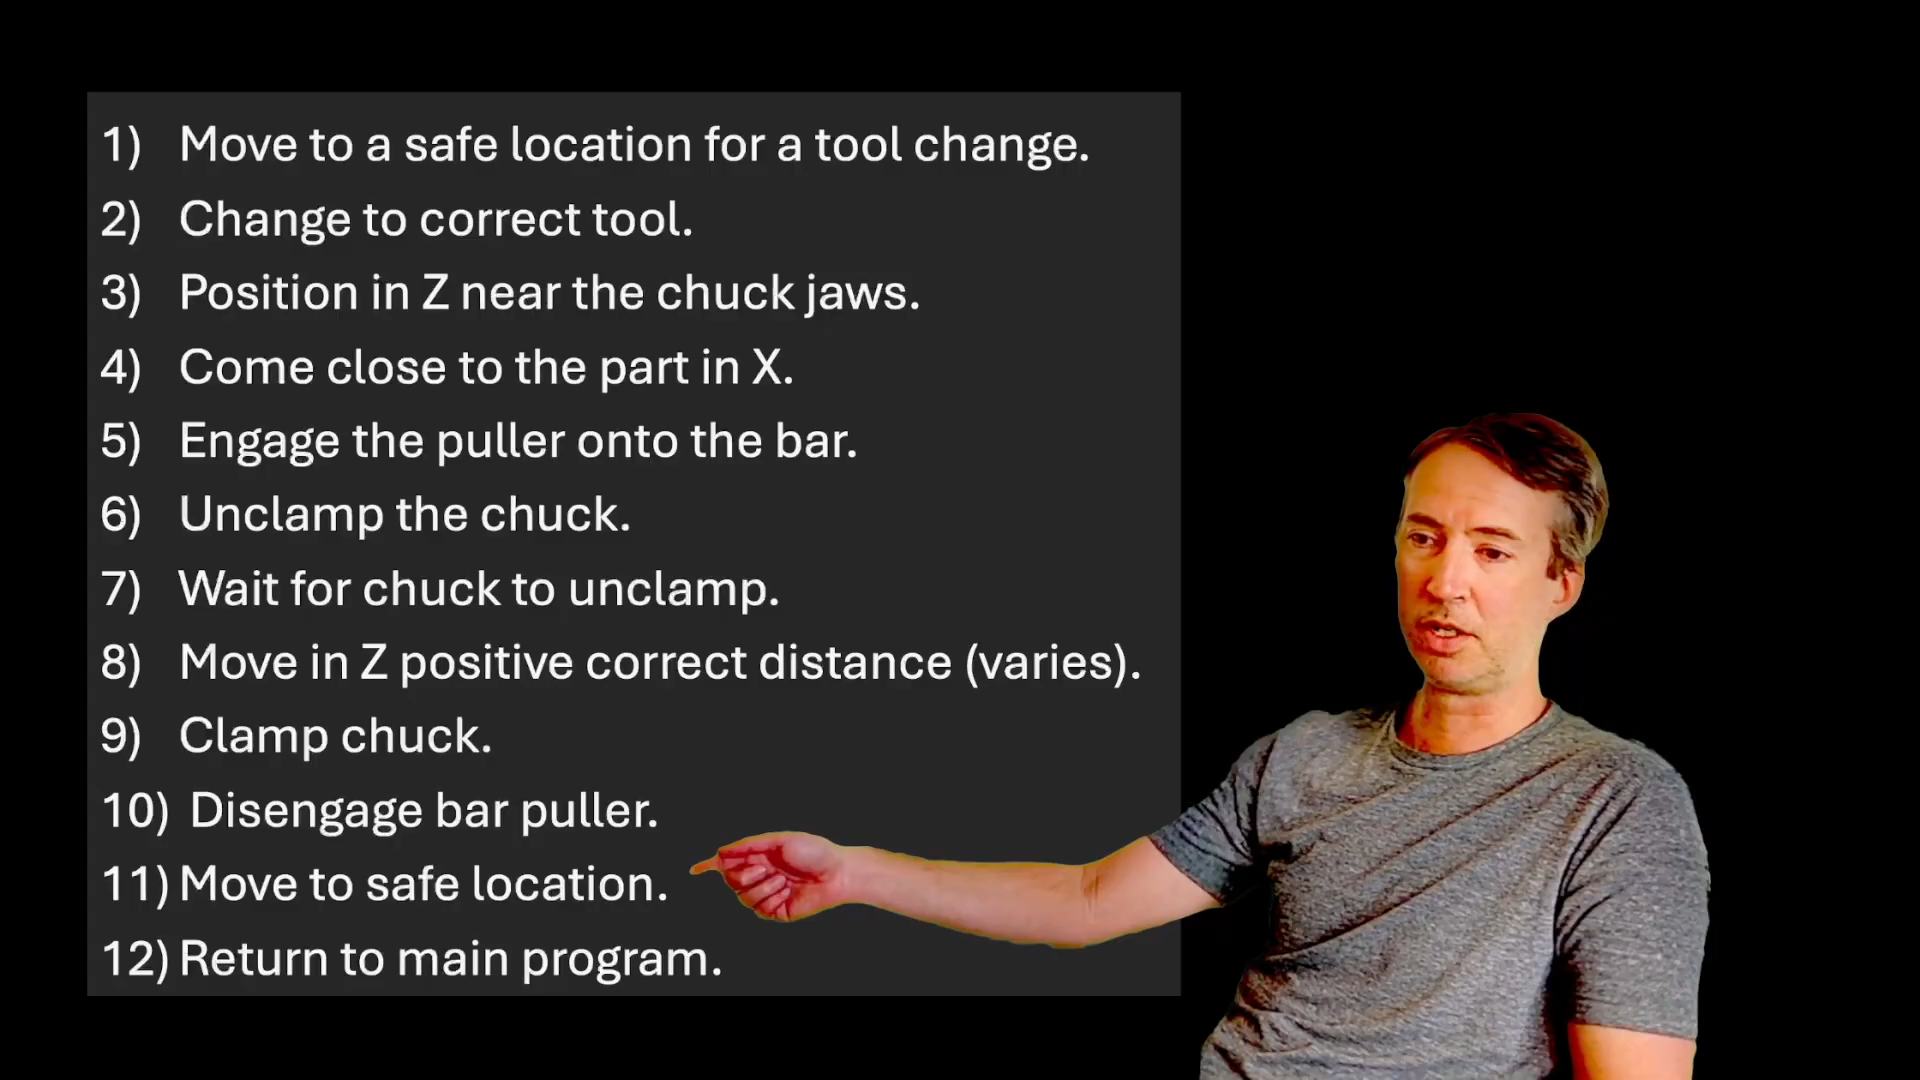 1) Move to a safe location for a tool change.
2) Change to correct tool.
3) Position in Z near the chuck jaws.
4) Come close to the part in X.
5) Engage the puller onto the bar.
6) Unclamp the chuck.
7) Wait for chuck to unclamp.
8) Move in Z positive correct distance (varies).
9) Clamp chuck.
10) Disengage bar puller.
11) Move to safe location.
12) Return to main program.